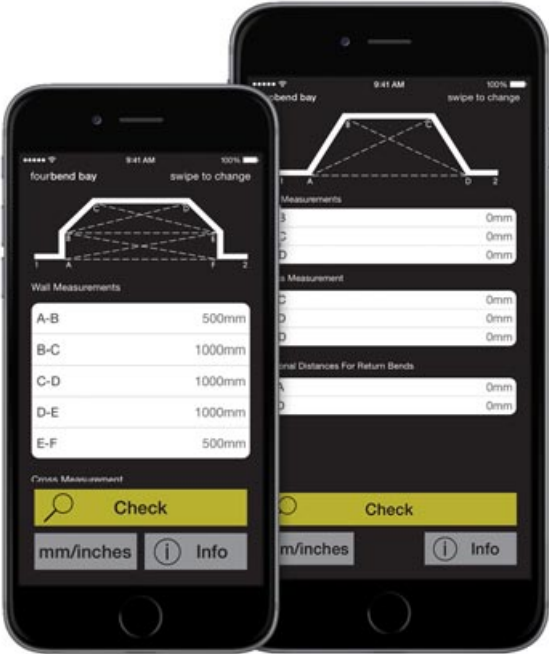 9:41 AM 100%
fourbend bay swipe to change
C D
B E
1 A F 2
Wall Measurements
A-B 500mm
B-C 1000mm
C-D 1000mm
D-E 1000mm
E-F 500mm
Cross Measurement
Check
mm/inches i Info
9:41 AM 100%
bend bay swipe to change
B C
1 A D 2
Measurements
B 0mm
C 0mm
D 0mm
s Measurement
C 0mm
D 0mm
D 0mm
onal Distances For Return Bends
A 0mm
D 0mm
Check
m/inches i Info